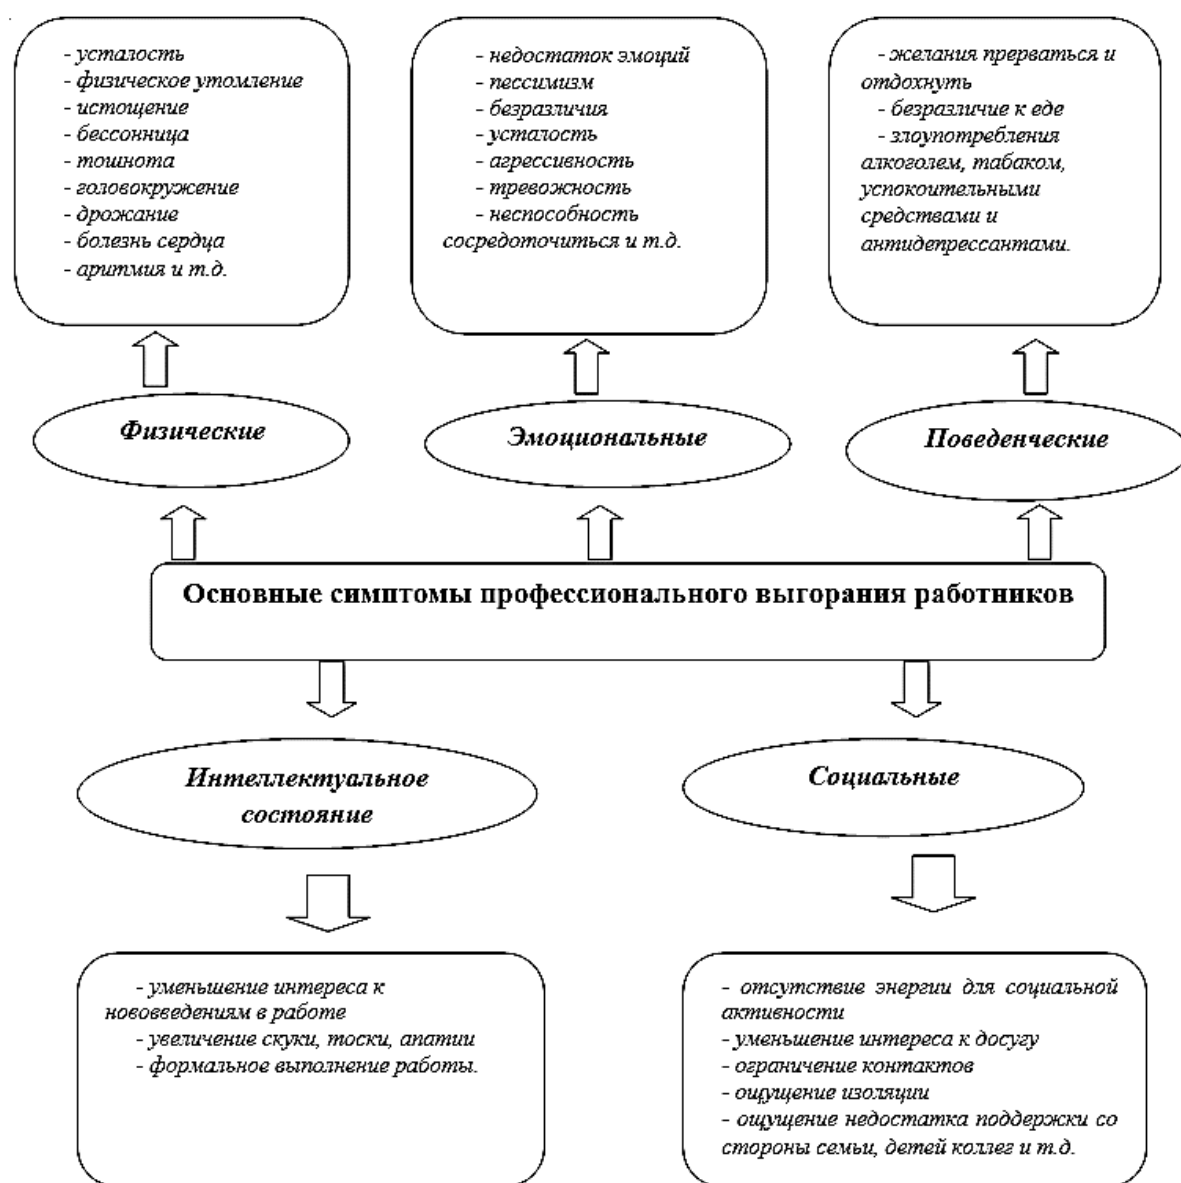 - усталость
- физическое утомление
- истощение
- бессонница
- тошнота
- головокружение
- дрожание
- болезнь сердца
- аритмия и т.д.
- недостаток эмоций
- пессимизм
- безразличия
- усталость
- агрессивность
- тревожность
- неспособность
сосредоточиться и т.д.
- желания прерваться и
отдохнуть
- безразличие к еде
- злоупотребления
алкоголем, табаком,
успокоительными
средствами и
антидепрессантами.
Физические
Эмоциональные
Поведенческие
Основные симптомы профессионального выгорания работников
Интеллектуальное
состояние
Социальные
- уменьшение интереса к
нововведениям в работе
- увеличение скуки, тоски, апатии
- формальное выполнение работы.
- отсутствие энергии для социальной
активности
- уменьшение интереса к досугу
- ограничение контактов
- ощущение изоляции
- ощущение недостатка поддержки со
стороны семьи, детей коллег и т.д.